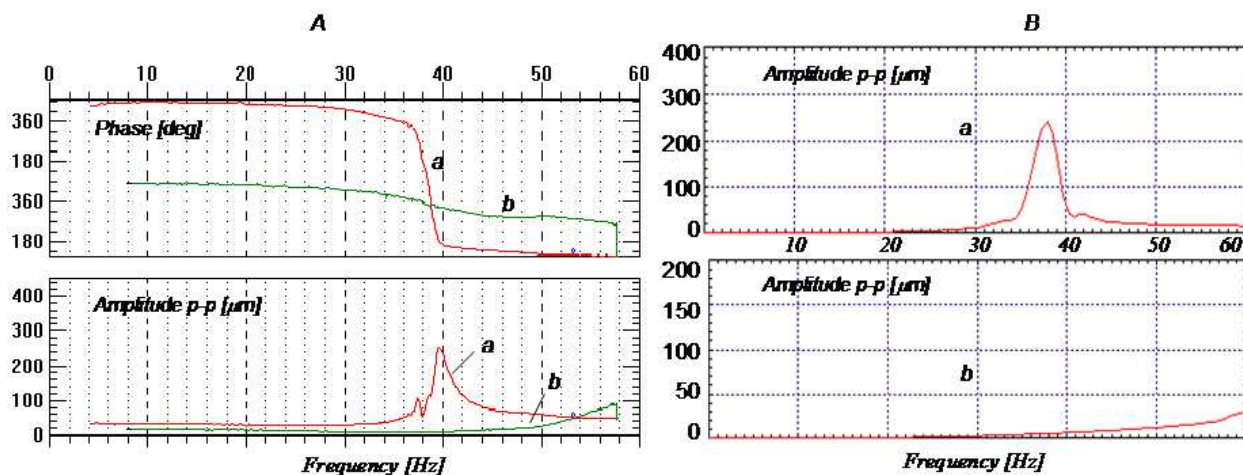 A
B
0 10 20 30 40 50 60
Phase [deg]
360
180
360
180
a
b
Amplitude p-p [μm]
400
300
200
100
0
a
b
Frequency [Hz]
400
300
200
100
0
Amplitude p-p [μm]
a
10 20 30 40 50 60
200
150
100
50
0
Amplitude p-p [μm]
b
Frequency [Hz]